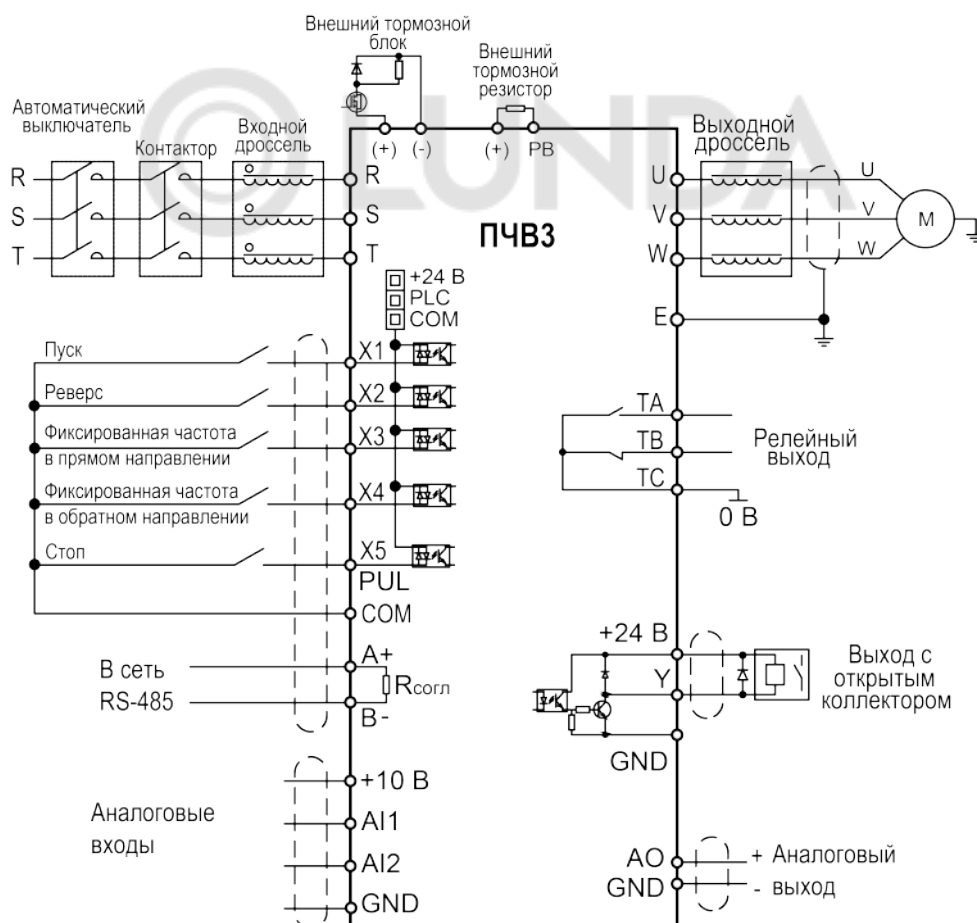 Внешний тормозной
блок
Внешний
тормозной
резистор
Автоматический
выключатель
Контактор
Входной
дроссель
(+)
(-)
(+)
PB
Выходной
дроссель
LUNDA
R
S
T
R
S
T
ПЧВ3
U
V
W
U
V
W
M
+24 В
PLC
COM
E
Пуск
X1
Реверс
X2
Фиксированная частота
в прямом направлении
X3
Фиксированная частота
в обратном направлении
X4
Стоп
X5
PUL
COM
TA
TB
TC
Релейный
выход
0 В
В сеть
RS-485
A+
Rсогл
B-
+24 В
Y
GND
Выход с
открытым
коллектором
Аналоговые
входы
+10 В
AI1
AI2
GND
AO
GND
+ Аналоговый
- выход